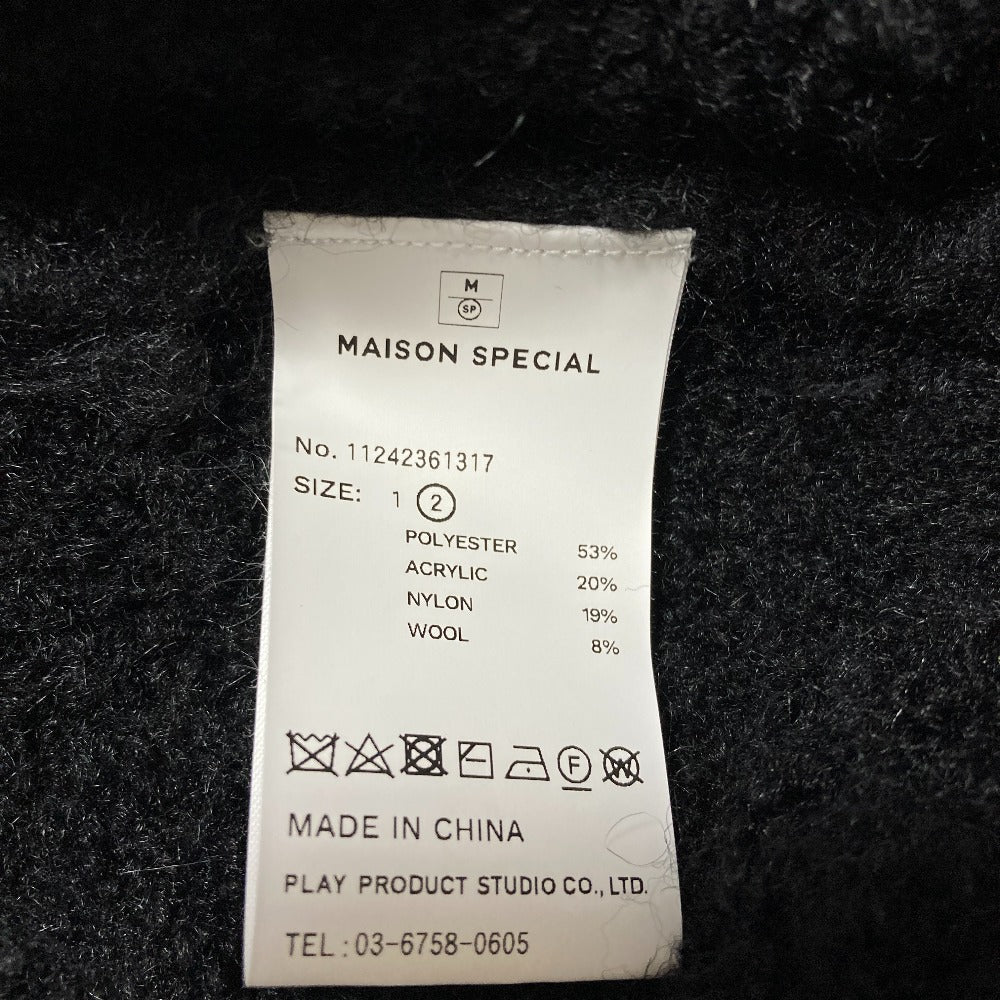 M
SP
MAISON SPECIAL
No. 11242361317
SIZE: 1 2
POLYESTER 53%
ACRYLIC 20%
NYLON 19%
WOOL 8%
F W
MADE IN CHINA
PLAY PRODUCT STUDIO CO., LTD.
TEL : 03-6758-0605